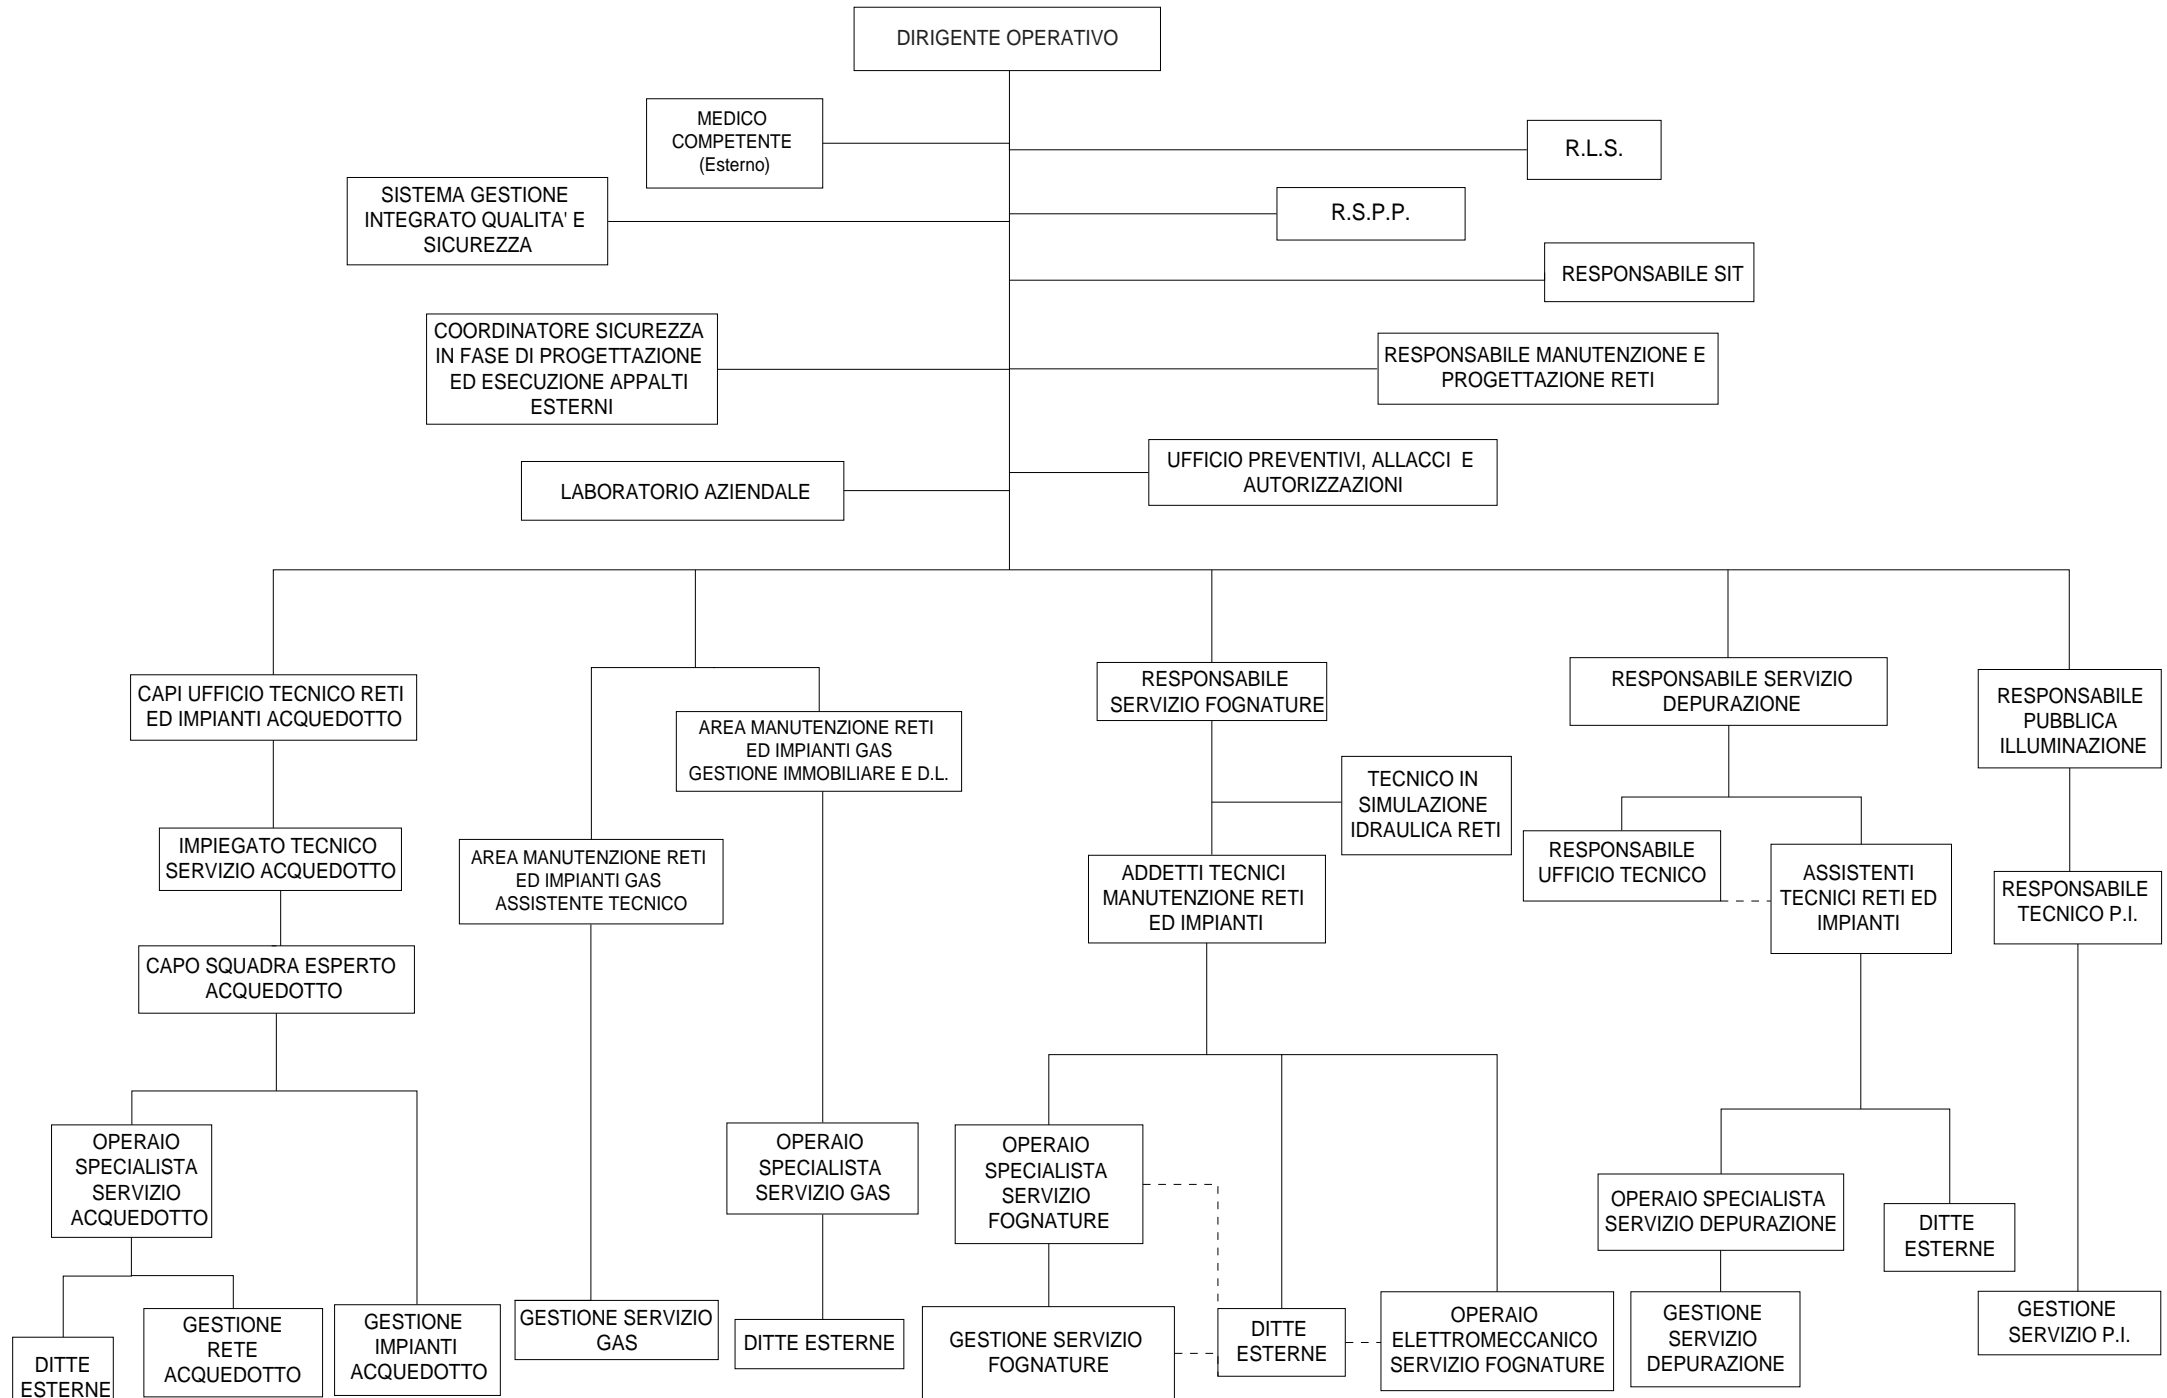 DIRIGENTE OPERATIVO
MEDICO
COMPETENTE
(Esterno)
R.L.S.
SISTEMA GESTIONE
INTEGRATO QUALITA' E
SICUREZZA
R.S.P.P.
RESPONSABILE SIT
COORDINATORE SICUREZZA
IN FASE DI PROGETTAZIONE
ED ESECUZIONE APPALTI
ESTERNI
RESPONSABILE MANUTENZIONE E
PROGETTAZIONE RETI
UFFICIO PREVENTIVI, ALLACCI E
AUTORIZZAZIONI
LABORATORIO AZIENDALE
CAPI UFFICIO TECNICO RETI
ED IMPIANTI ACQUEDOTTO
AREA MANUTENZIONE RETI
ED IMPIANTI GAS
GESTIONE IMMOBILIARE E D.L.
RESPONSABILE
SERVIZIO FOGNATURE
RESPONSABILE SERVIZIO
DEPURAZIONE
RESPONSABILE
PUBBLICA
ILLUMINAZIONE
TECNICO IN
SIMULAZIONE
IDRAULICA RETI
IMPIEGATO TECNICO
SERVIZIO ACQUEDOTTO
AREA MANUTENZIONE RETI
ED IMPIANTI GAS
ASSISTENTE TECNICO
ADDETTI TECNICI
MANUTENZIONE RETI
ED IMPIANTI
RESPONSABILE
UFFICIO TECNICO
ASSISTENTI
TECNICI RETI ED
IMPIANTI
RESPONSABILE
TECNICO P.I.
CAPO SQUADRA ESPERTO
ACQUEDOTTO
OPERAIO
SPECIALISTA
SERVIZIO
ACQUEDOTTO
OPERAIO
SPECIALISTA
SERVIZIO GAS
OPERAIO
SPECIALISTA
SERVIZIO
FOGNATURE
OPERAIO SPECIALISTA
SERVIZIO DEPURAZIONE
DITTE
ESTERNE
DITTE
ESTERNE
GESTIONE
RETE
ACQUEDOTTO
GESTIONE
IMPIANTI
ACQUEDOTTO
GESTIONE SERVIZIO
GAS
DITTE ESTERNE
GESTIONE SERVIZIO
FOGNATURE
DITTE
ESTERNE
OPERAIO
ELETTROMECCANICO
SERVIZIO FOGNATURE
GESTIONE
SERVIZIO
DEPURAZIONE
GESTIONE
SERVIZIO P.I.